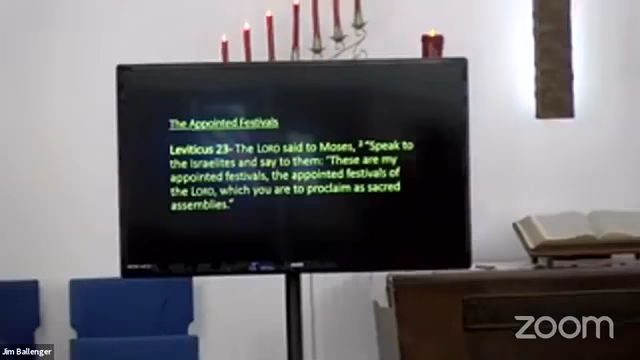 The Appointed Festivals
Leviticus 23- The LORD said to Moses, ² "Speak to
the Israelites and say to them: 'These are my
appointed festivals, the appointed festivals of
the LORD, which you are to proclaim as sacred
assemblies."
zoom
Jim Ballenger